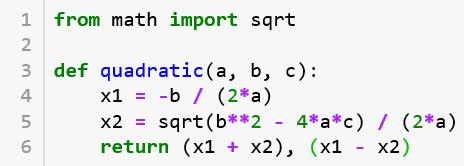 1 from math import sqrt
2
3 def quadratic(a, b, c):
4     x1 = -b / (2*a)
5     x2 = sqrt(b**2 - 4*a*c) / (2*a)
6     return (x1 + x2), (x1 - x2)